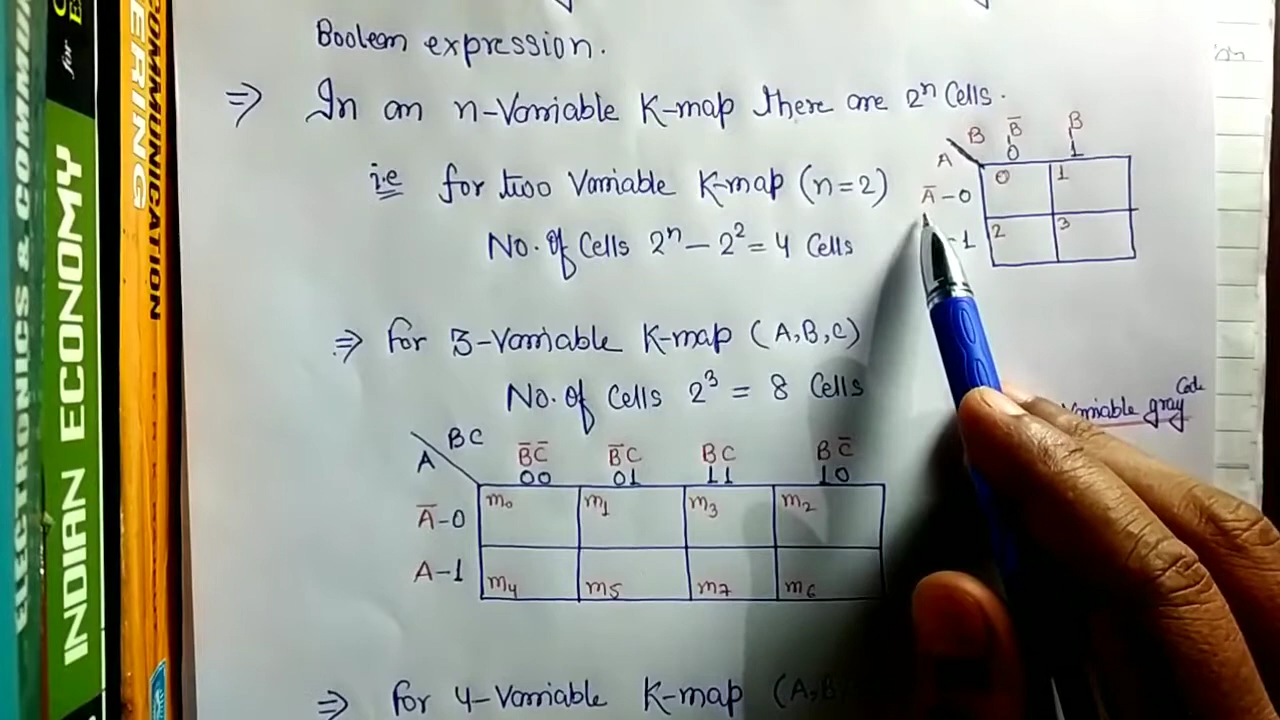 ELECTRONICS & COMMUN
for
INDIAN ECONOMY
COMMUNICATION
ERING
Boolean expression.
⇒ In an n-Variable K-map there are 2ⁿ Cells.
i.e for two Variable K-map (n=2)
No. of Cells 2ⁿ – 2² = 4 Cells
B B̅ B
A 0 1
A̅-0 0 1
-1 2 3
⇒ for 3-Variable K-map (A,B,C)
No. of Cells 2³ = 8 Cells
Variable gray Code
BC B̅C̅ B̅C BC BC̅
A 00 01 11 10
A̅-0 m₀ m₁ m₃ m₂
A-1 m₄ m₅ m₇ m₆
⇒ for 4-Variable K-map (A,B